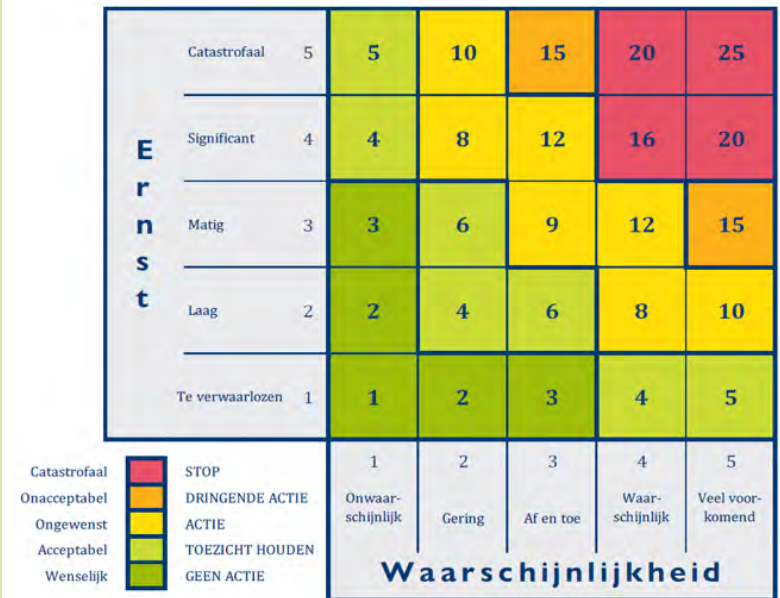 Ernst
Catastrofaal 5 5 10 15 20 25
Significant 4 4 8 12 16 20
Matig 3 3 6 9 12 15
Laag 2 2 4 6 8 10
Te verwaarlozen 1 1 2 3 4 5
1 2 3 4 5
Onwaar-
schijnlijk
Gering
Af en toe
Waar-
schijnlijk
Veel voor-
komend
Waarschijnlijkheid
Catastrofaal STOP
Onacceptabel DRINGENDE ACTIE
Ongewenst ACTIE
Acceptabel TOEZICHT HOUDEN
Wenselijk GEEN ACTIE